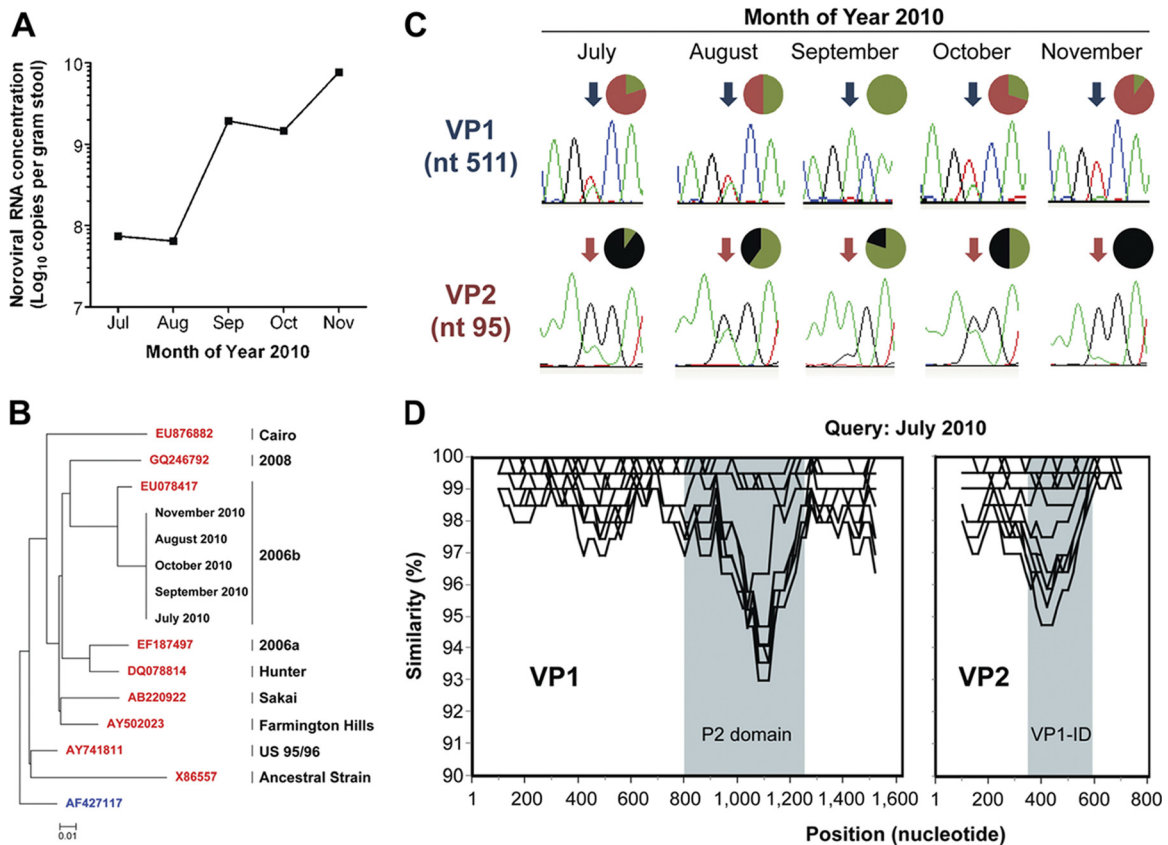 A
Noroviral RNA concentration
(Log10 copies per gram stool)
10
9
8
7
Jul Aug Sep Oct Nov
Month of Year 2010
B
EU876882 Cairo
GQ246792 2008
EU078417
November 2010
August 2010
October 2010
September 2010
July 2010
2006b
EF187497 2006a
DQ078814 Hunter
AB220922 Sakai
AY502023 Farmington Hills
AY741811 US 95/96
X86557 Ancestral Strain
AF427117
0.01
C
Month of Year 2010
July August September October November
VP1
(nt 511)
VP2
(nt 95)
D
Query: July 2010
Similarity (%)
100
99
98
97
96
95
94
93
92
91
90
VP1
P2 domain
1 200 400 600 800 1,000 1,200 1,400 1,600
VP2
VP1-ID
1 200 400 600 800
Position (nucleotide)